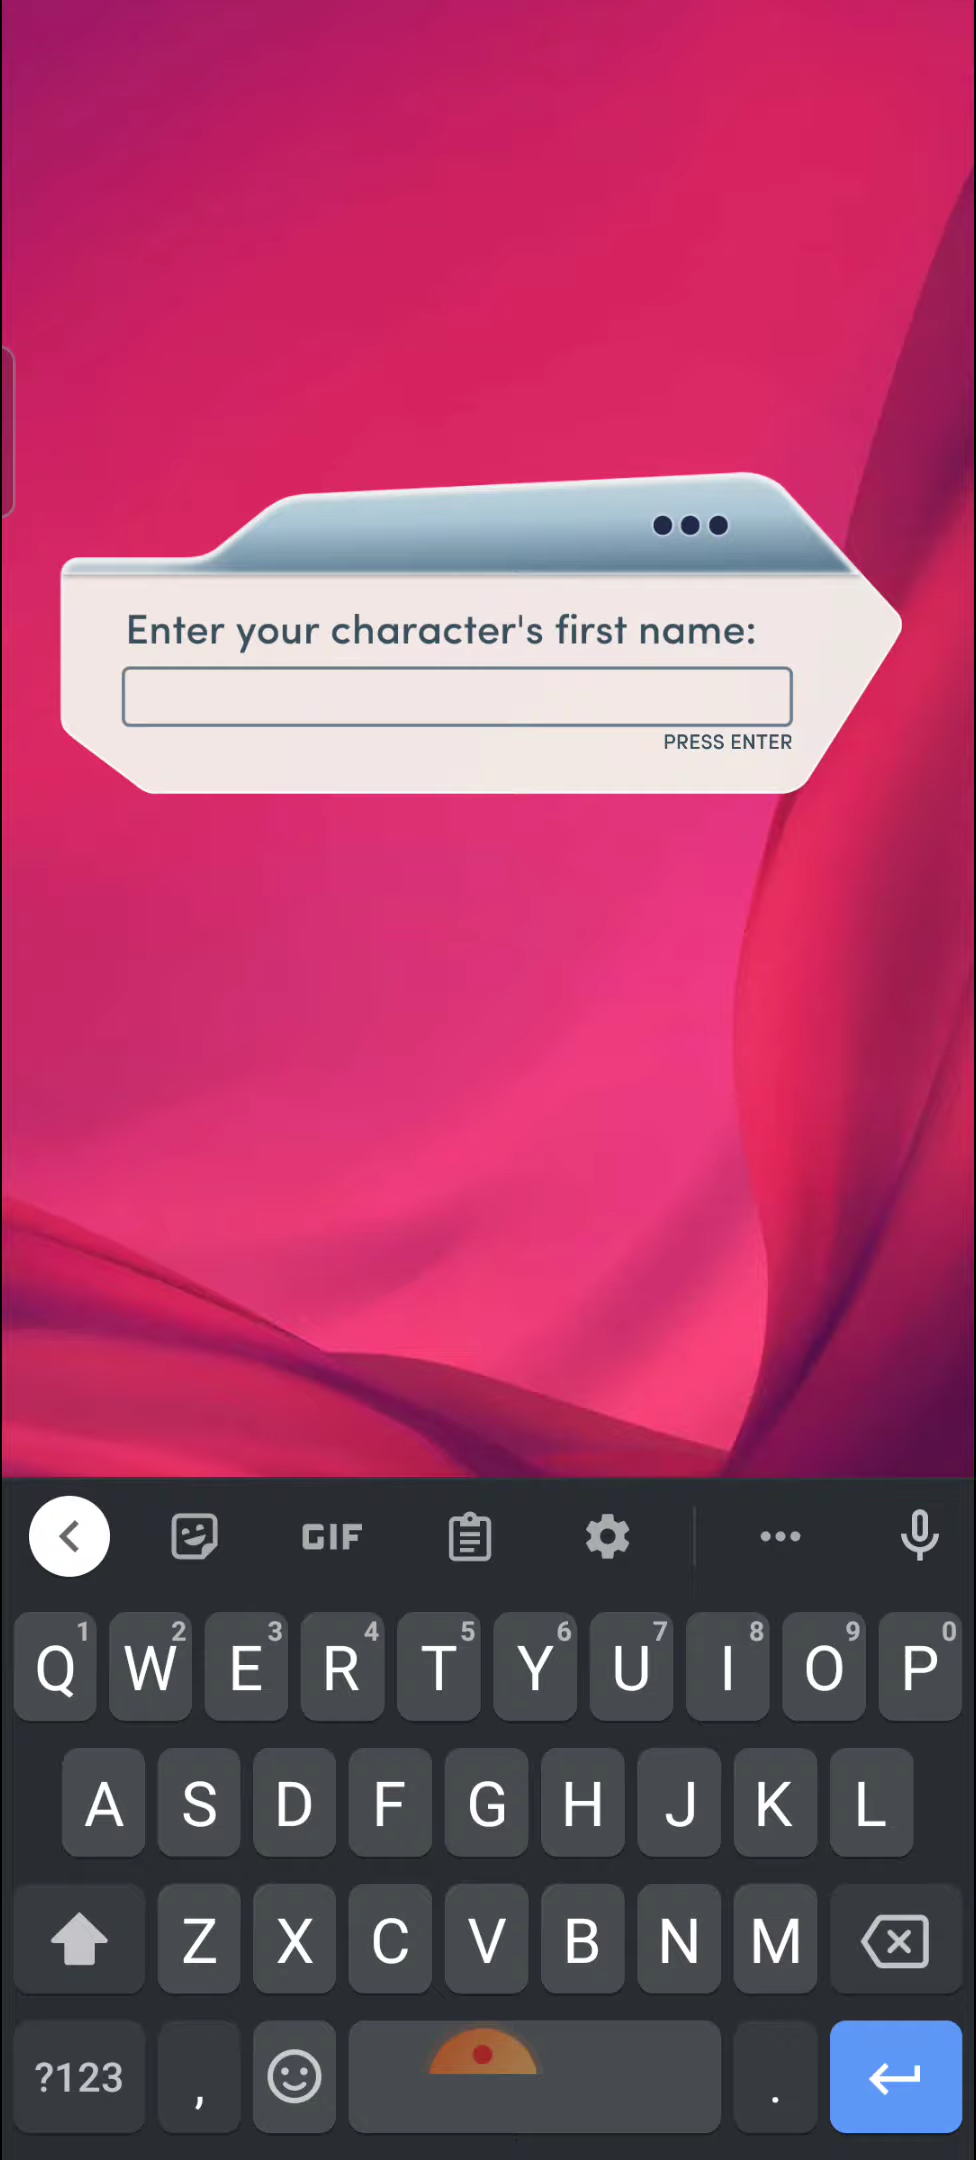 Enter your character's first name:
PRESS ENTER
GIF
1 2 3 4 5 6 7 8 9 0
Q W E R T Y U I O P
A S D F G H J K L
Z X C V B N M
?123 , .